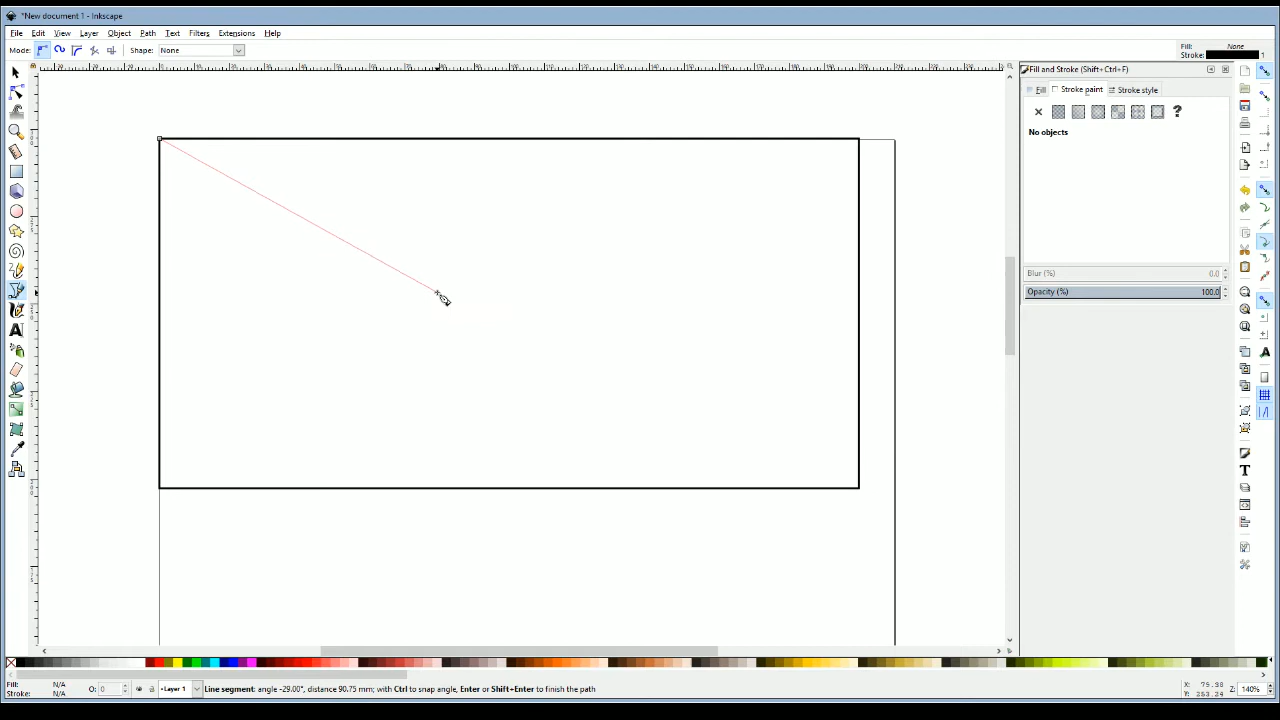 *New document 1 - Inkscape
File Edit View Layer Object Path Text Filters Extensions Help
Mode: Shape: None
Fill: None
Stroke: 1
Fill and Stroke (Shift+Ctrl+F)
Fill Stroke paint Stroke style
?
No objects
Blur (%) 0.0
Opacity (%) 100.0
Fill: N/A
Stroke: N/A
O: 0
Layer 1
Line segment: angle -29.00°, distance 90.75 mm; with Ctrl to snap angle, Enter or Shift+Enter to finish the path
X:
Y: 253.24
Z: 140%